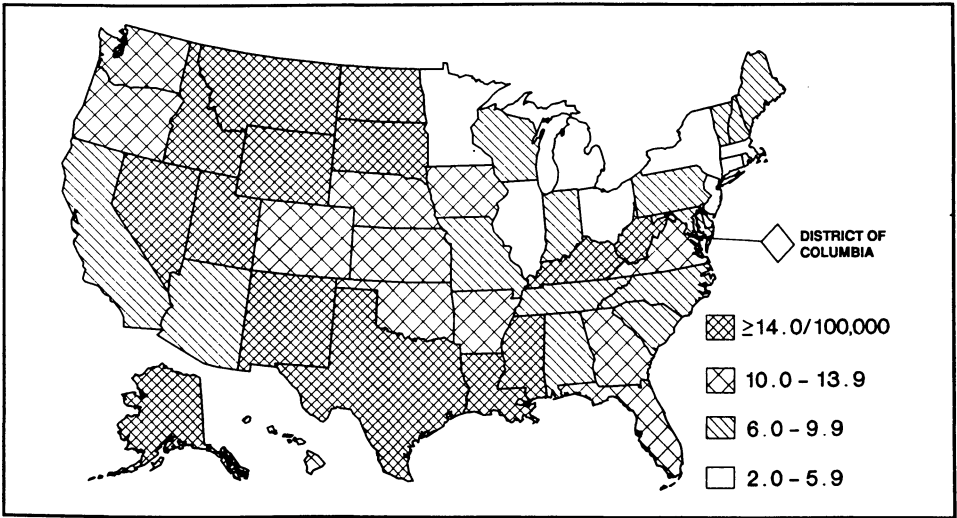 DISTRICT OF
COLUMBIA
≥14.0/100,000
10.0 - 13.9
6.0 - 9.9
2.0 - 5.9